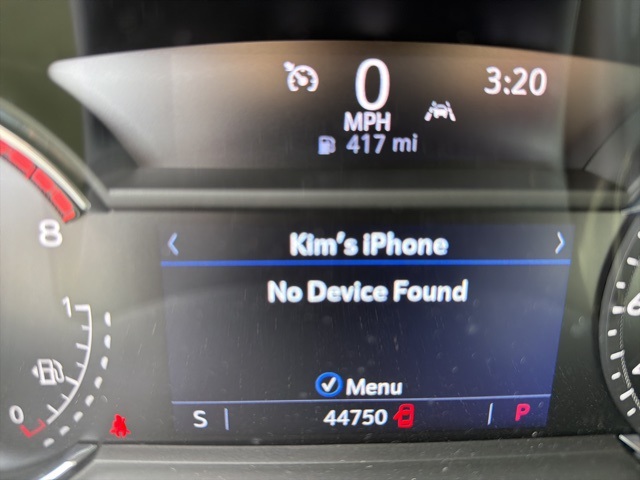 0
3:20
MPH
417 mi
8
Kim's iPhone
No Device Found
1
Menu
0
S
44750
P